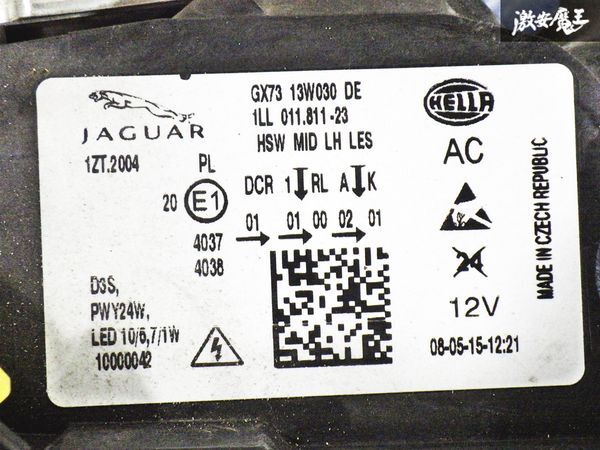 激安魔王
JAGUAR
GX73 13W030 DE
1LL 011.811-23
HSW MID LH LES
HELLA
1ZT.2004 PL
DCR 1 RL A K
AC
20 E1
01 01 00 02 01
4037
4038
24
D3S,
PWY24W,
LED 10/6,7/1W
10000042
12V
08-05-15-12:21
MADE IN CZECH REPUBLIC